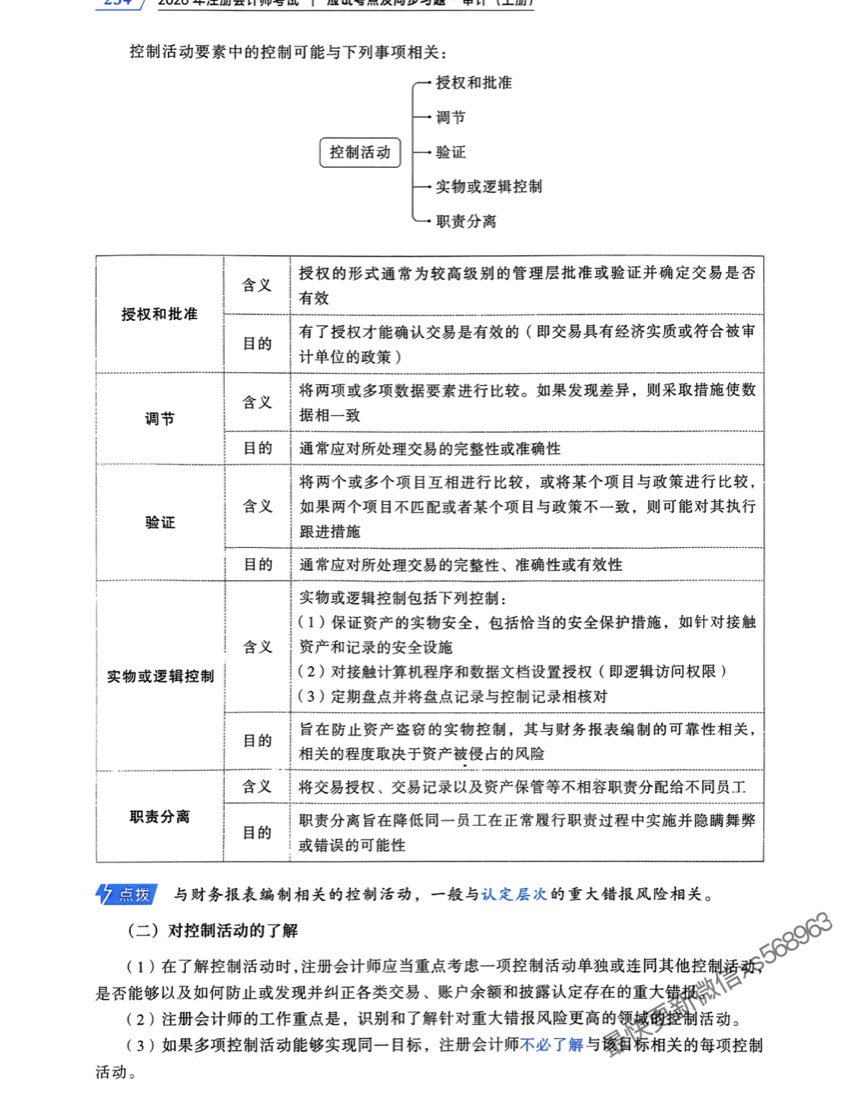 234 / 2026年注册会计师考试 | 应试考点及同步习题·审计（上册）
控制活动要素中的控制可能与下列事项相关：
授权和批准
调节
控制活动
验证
实物或逻辑控制
职责分离
授权和批准
含义
授权的形式通常为较高级别的管理层批准或验证并确定交易是否
有效
目的
有了授权才能确认交易是有效的（即交易具有经济实质或符合被审
计单位的政策）
调节
含义
将两项或多项数据要素进行比较。如果发现差异，则采取措施使数
据相一致
目的
通常应对所处理交易的完整性或准确性
验证
含义
将两个或多个项目互相进行比较，或将某个项目与政策进行比较，
如果两个项目不匹配或者某个项目与政策不一致，则可能对其执行
跟进措施
目的
通常应对所处理交易的完整性、准确性或有效性
实物或逻辑控制
含义
实物或逻辑控制包括下列控制：
（1）保证资产的实物安全，包括恰当的安全保护措施，如针对接触
资产和记录的安全设施
（2）对接触计算机程序和数据文档设置授权（即逻辑访问权限）
（3）定期盘点并将盘点记录与控制记录相核对
目的
旨在防止资产盗窃的实物控制，其与财务报表编制的可靠性相关，
相关的程度取决于资产被侵占的风险
职责分离
含义
将交易授权、交易记录以及资产保管等不相容职责分配给不同员工
目的
职责分离旨在降低同一员工在正常履行职责过程中实施并隐瞒舞弊
或错误的可能性
点拨 与财务报表编制相关的控制活动，一般与认定层次的重大错报风险相关。
（二）对控制活动的了解
（1）在了解控制活动时，注册会计师应当重点考虑一项控制活动单独或连同其他控制活动，
是否能够以及如何防止或发现并纠正各类交易、账户余额和披露认定存在的重大错报。
（2）注册会计师的工作重点是，识别和了解针对重大错报风险更高的领域的控制活动。
（3）如果多项控制活动能够实现同一目标，注册会计师不必了解与该目标相关的每项控制
活动。
最快更新微信xs568963